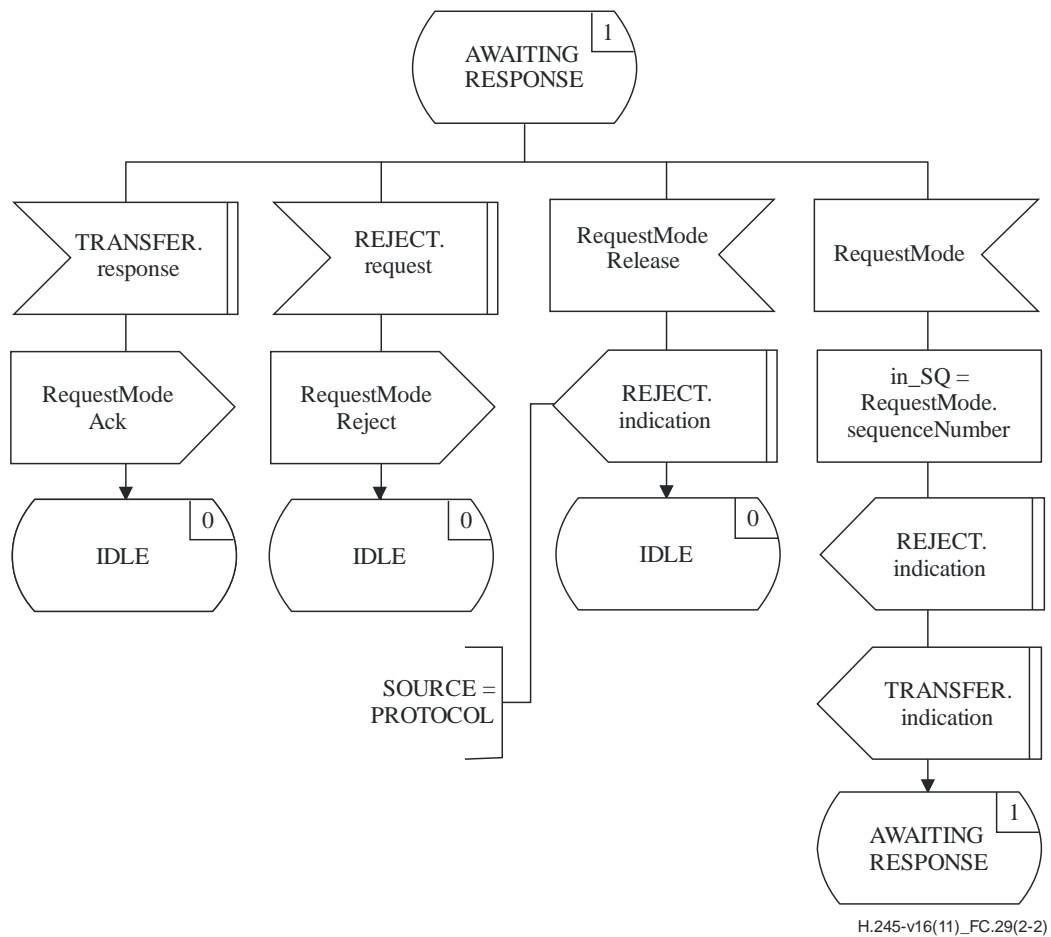 1
AWAITING
RESPONSE
TRANSFER.
response
REJECT.
request
RequestMode
Release
RequestMode
RequestMode
Ack
RequestMode
Reject
REJECT.
indication
in_SQ =
RequestMode.
sequenceNumber
0
IDLE
0
IDLE
0
IDLE
REJECT.
indication
SOURCE =
PROTOCOL
TRANSFER.
indication
1
AWAITING
RESPONSE
H.245-v16(11)_FC.29(2-2)